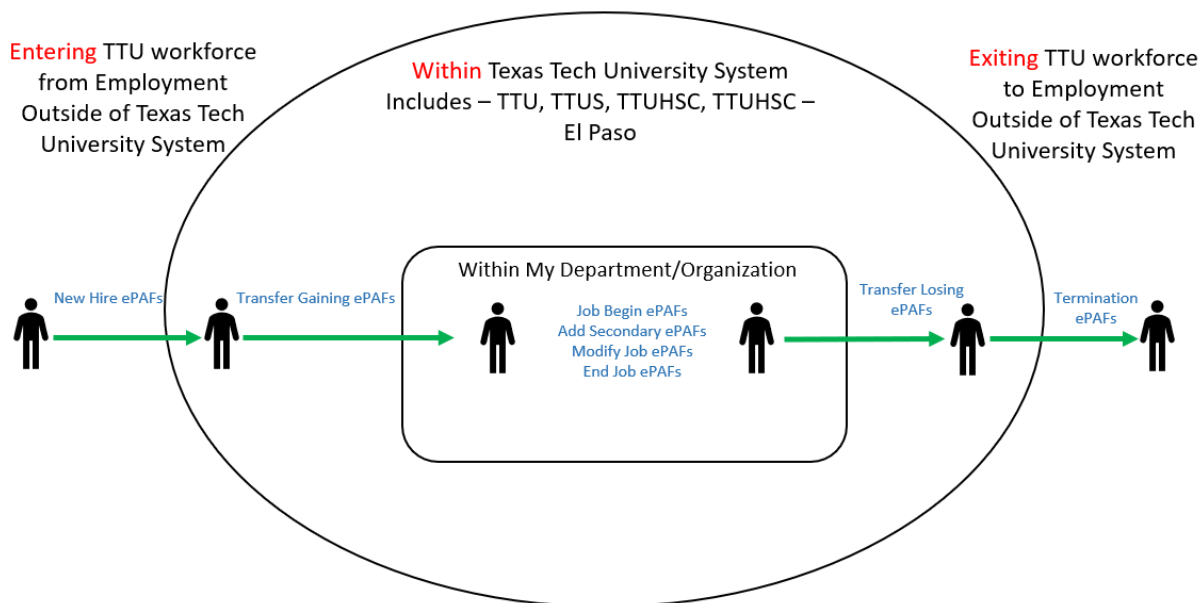 Entering TTU workforce
from Employment
Outside of Texas Tech
University System
Within Texas Tech University System
Includes – TTU, TTUS, TTUHSC, TTUHSC –
El Paso
Exiting TTU workforce
to Employment
Outside of Texas Tech
University System
Within My Department/Organization
New Hire ePAFs
Transfer Gaining ePAFs
Job Begin ePAFs
Add Secondary ePAFs
Modify Job ePAFs
End Job ePAFs
Transfer Losing
ePAFs
Termination
ePAFs